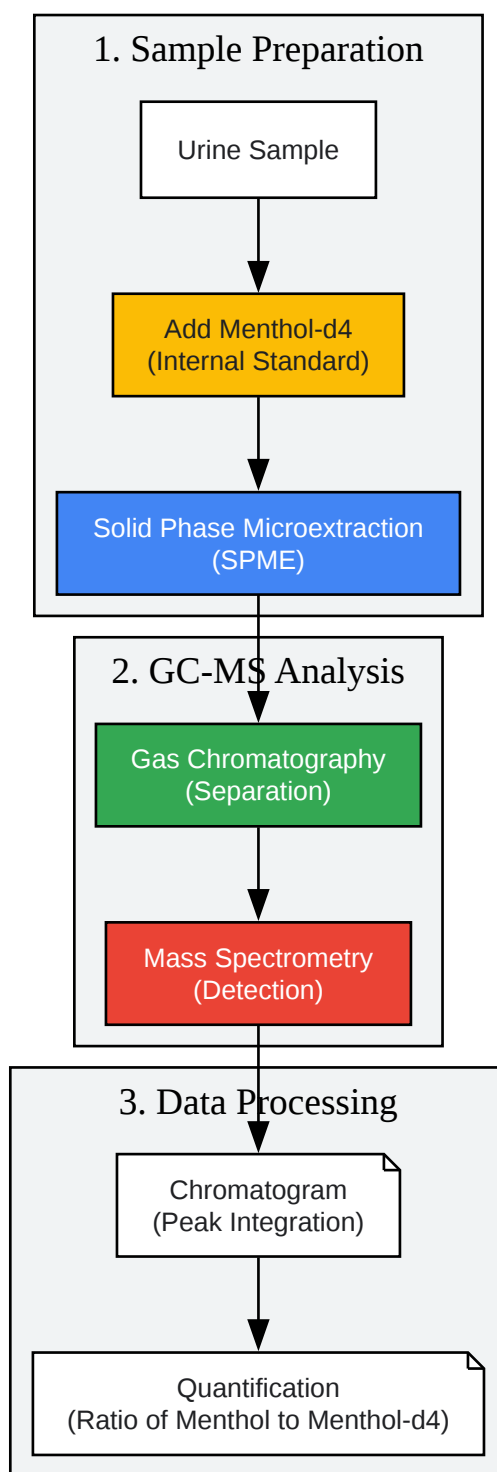 1. Sample Preparation
Urine Sample
Add Menthol-d4
(Internal Standard)
Solid Phase Microextraction
(SPME)
2. GC-MS Analysis
Gas Chromatography
(Separation)
Mass Spectrometry
(Detection)
3. Data Processing
Chromatogram
(Peak Integration)
Quantification
(Ratio of Menthol to Menthol-d4)